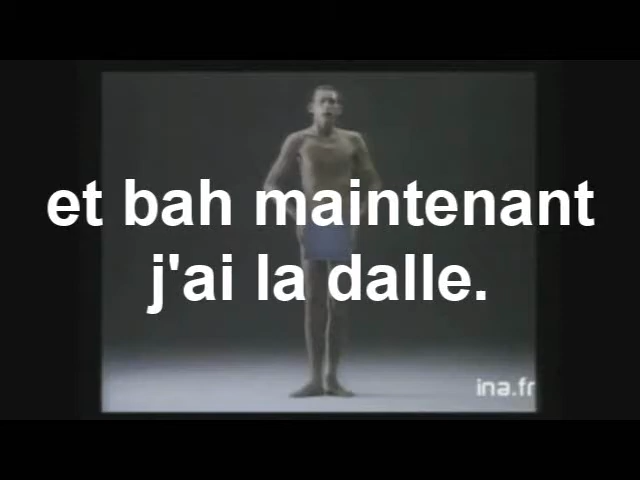 et bah maintenant
j'ai la dalle.
ina.fr